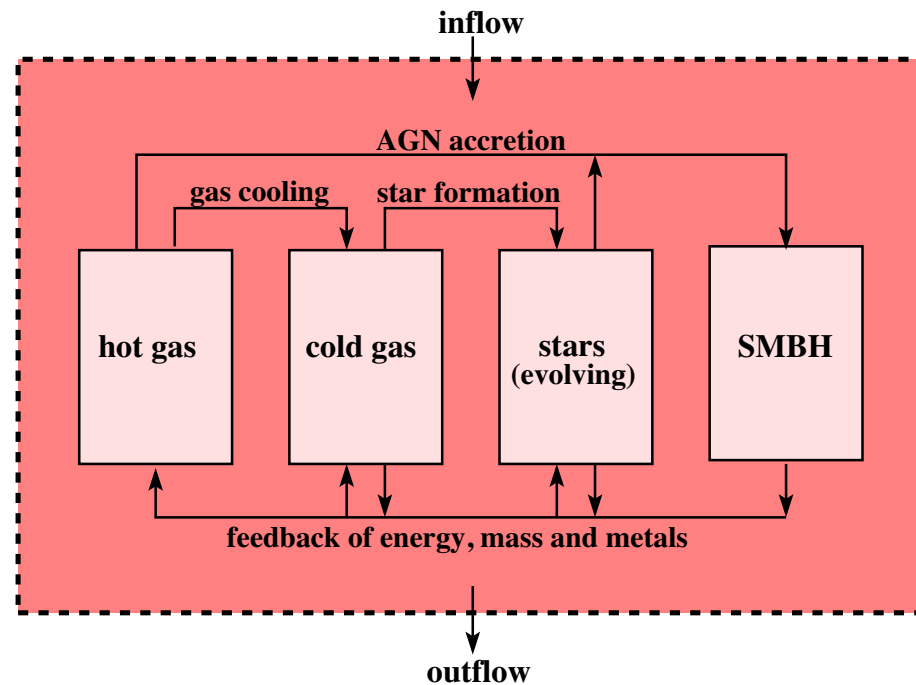 inflow
AGN accretion
gas cooling
star formation
hot gas
cold gas
stars
(evolving)
SMBH
feedback of energy, mass and metals
outflow